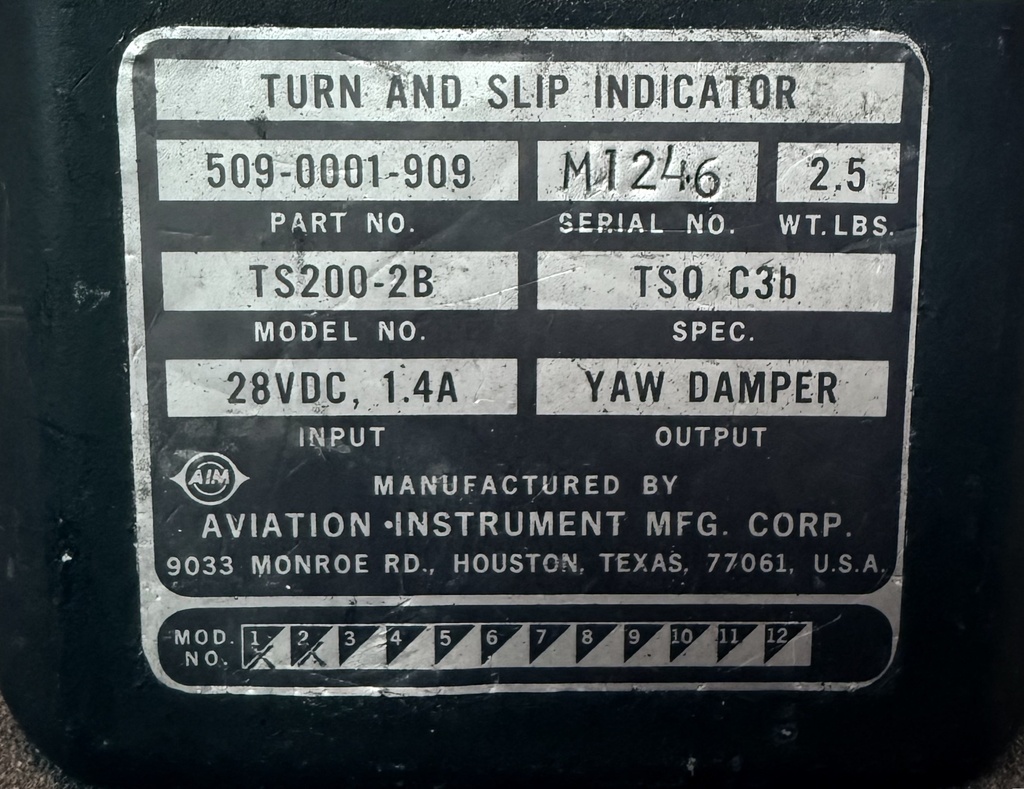 TURN AND SLIP INDICATOR
509-0001-909 M1246 2.5
PART NO. SERIAL NO. WT. LBS.
TS200-2B TSO C3b
MODEL NO. SPEC.
28VDC, 1.4A YAW DAMPER
INPUT OUTPUT
AIM
MANUFACTURED BY
AVIATION INSTRUMENT MFG. CORP.
9033 MONROE RD., HOUSTON, TEXAS, 77061, U.S.A.
MOD. 1 2 3 4 5 6 7 8 9 10 11 12
NO. X X